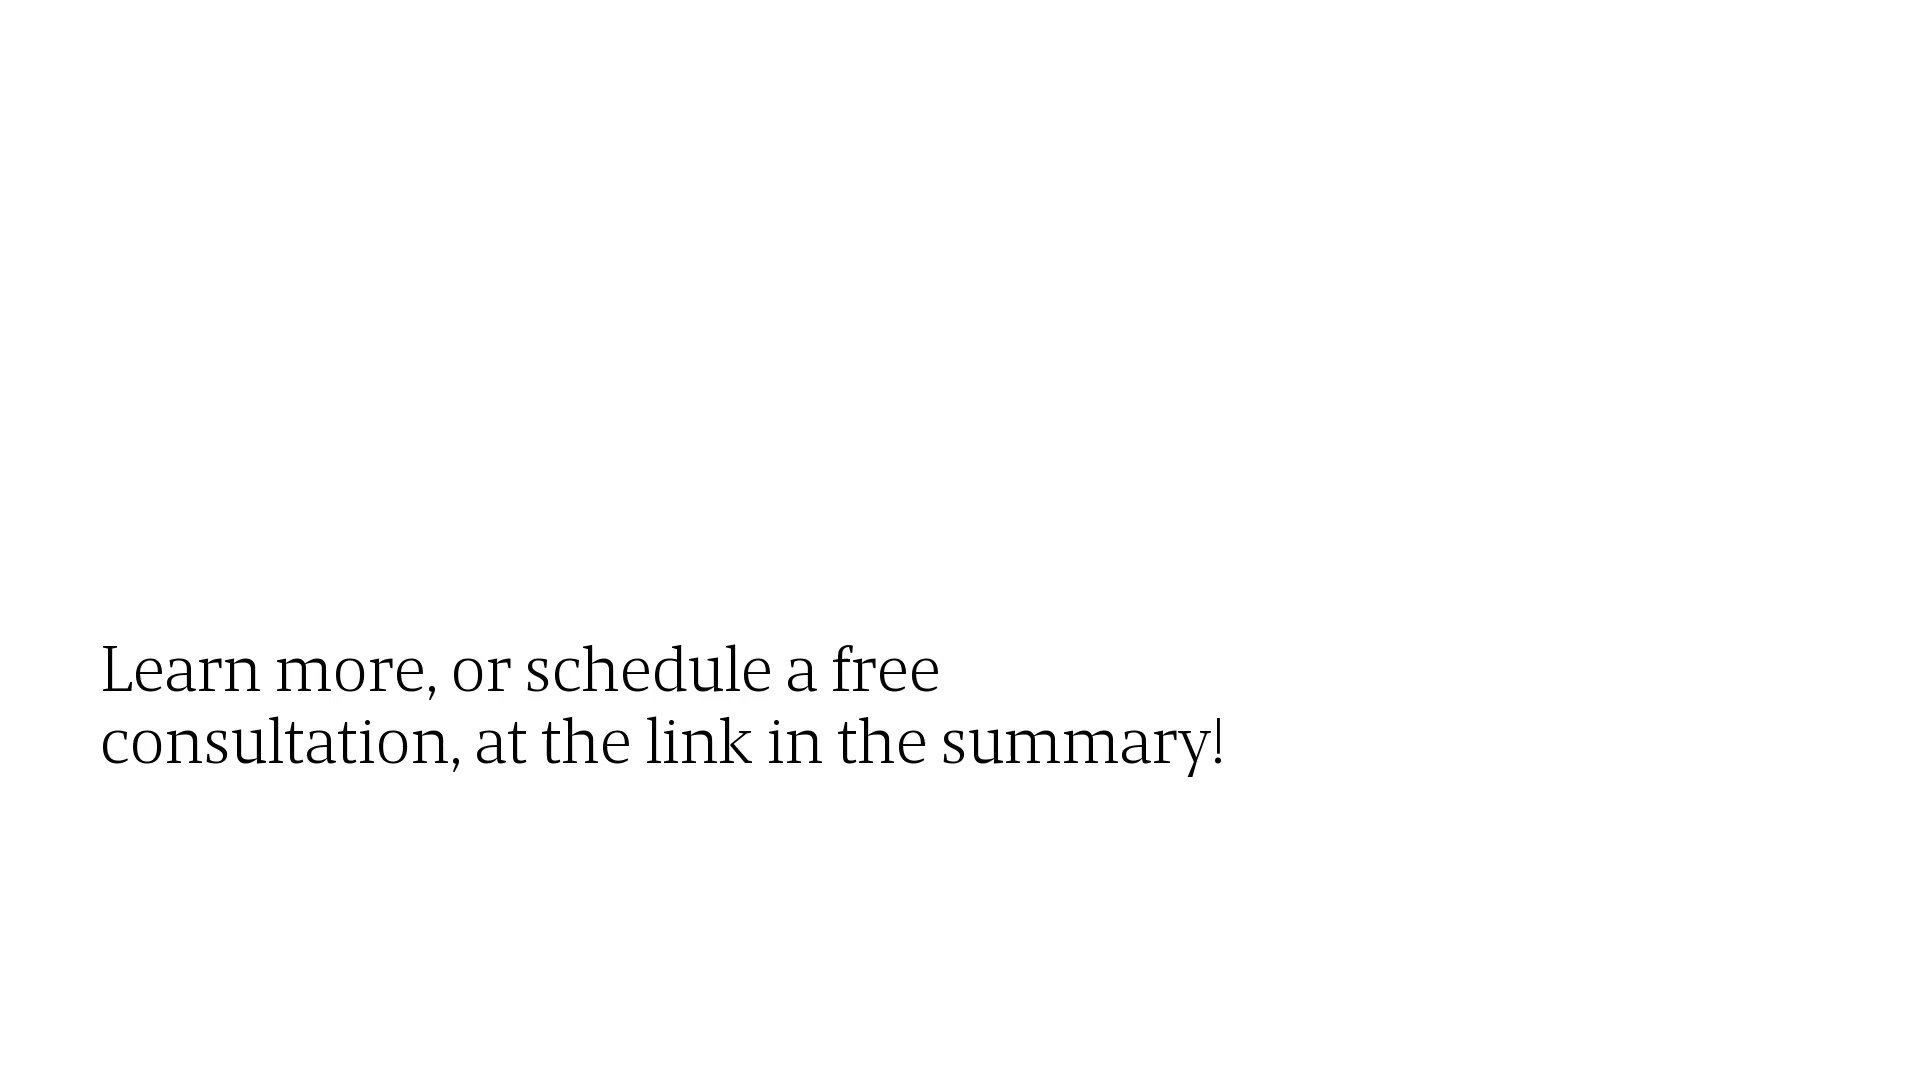 Learn more, or schedule a free
consultation, at the link in the summary!